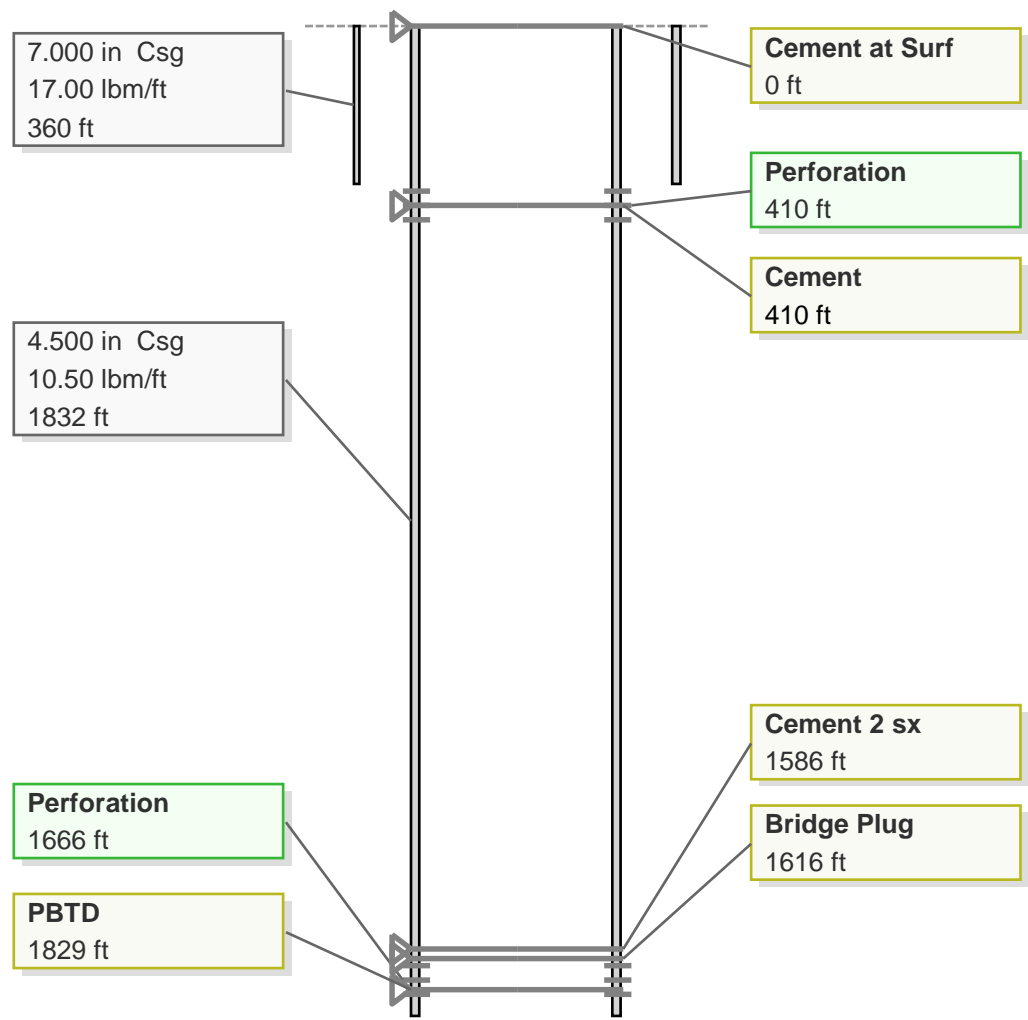 7.000 in  Csg
17.00 lbm/ft
360 ft
Cement at Surf
0 ft
Perforation
410 ft
Cement
410 ft
4.500 in  Csg
10.50 lbm/ft
1832 ft
Cement 2 sx
1586 ft
Perforation
1666 ft
Bridge Plug
1616 ft
PBTD
1829 ft